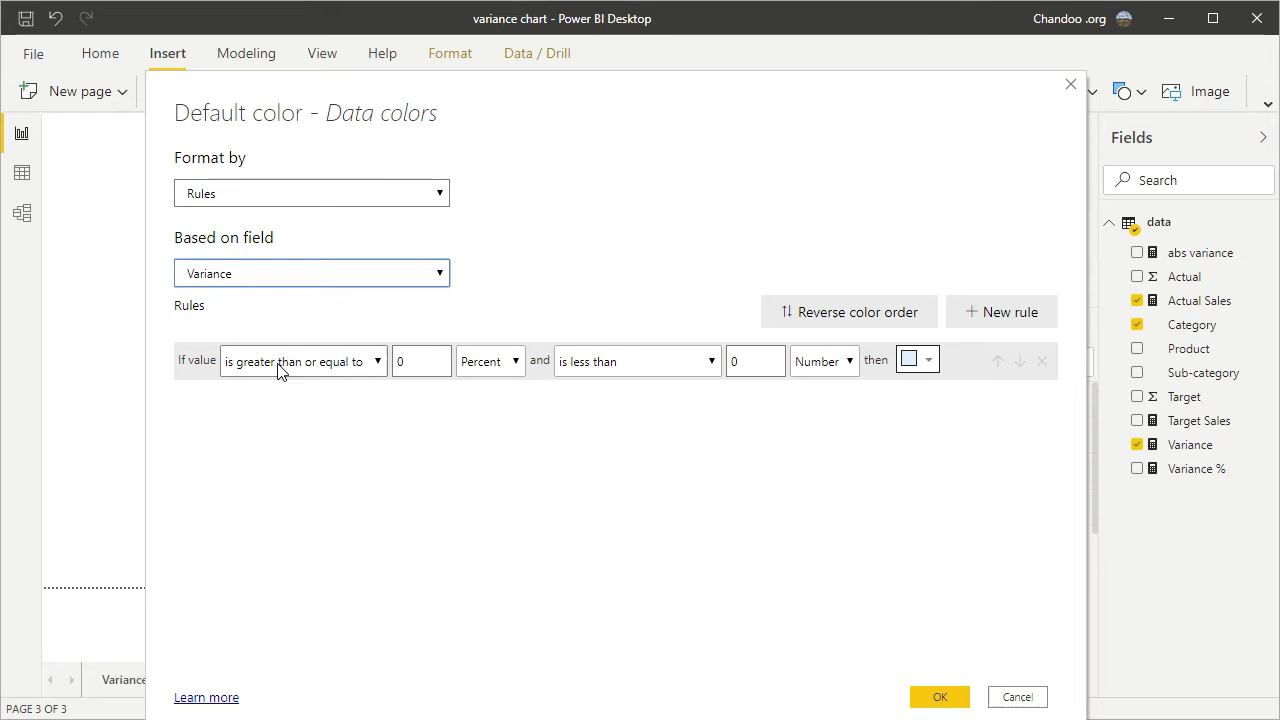 variance chart - Power BI Desktop
Chandoo .org
File
Home
Insert
Modeling
View
Help
Format
Data / Drill
New page
Image
Default color - Data colors
Format by
Rules
Based on field
Variance
Rules
Reverse color order
New rule
If value is greater than or equal to 0 Percent and is less than 0 Number then
Learn more
OK
Cancel
Fields
Search
data
abs variance
Actual
Actual Sales
Category
Product
Sub-category
Target
Target Sales
Variance
Variance %
Variance
PAGE 3 OF 3